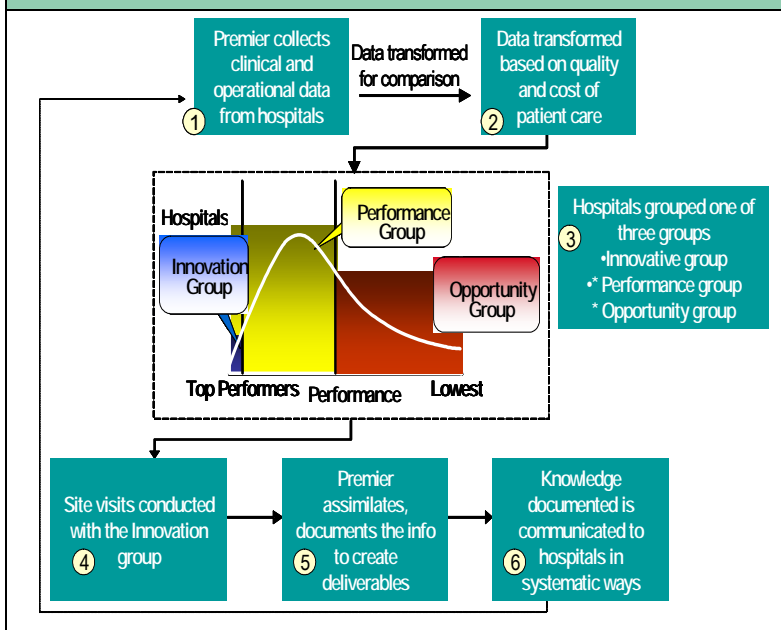 Premier collects
clinical and
operational data
from hospitals
1
Data transformed
for comparison
Data transformed
based on quality
and cost of
patient care
2
Hospitals
Innovation
Group
Performance
Group
Opportunity
Group
Top Performers
Performance
Lowest
Hospitals grouped one of
three groups
•Innovative group
•* Performance group
* Opportunity group
3
Site visits conducted
with the Innovation
group
4
Premier
assimilates,
documents the info
to create
deliverables
5
Knowledge
documented is
communicated to
hospitals in
systematic ways
6